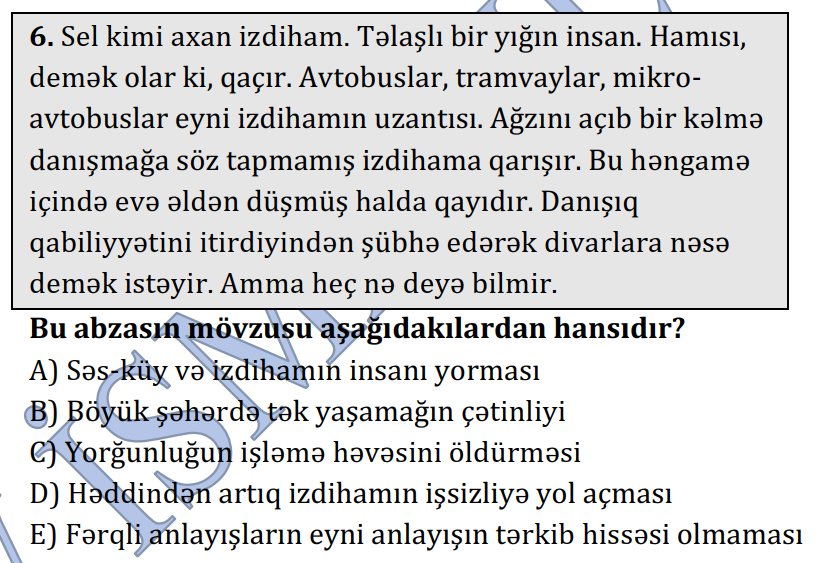 6. Sel kimi axan izdiham. Təlaşlı bir yığın insan. Hamısı,
demək olar ki, qaçır. Avtobuslar, tramvaylar, mikro-
avtobuslar eyni izdihamın uzantısı. Ağzını açıb bir kəlmə
danışmağa söz tapmamış izdihama qarışır. Bu həngamə
içində evə əldən düşmüş halda qayıdır. Danışıq
qabiliyyətini itirdiyindən şübhə edərək divarlara nəsə
demək istəyir. Amma heç nə deyə bilmir.
Bu abzasın mövzusu aşağıdakılardan hansıdır?
A) Səs-küy və izdihamın insanı yorması
B) Böyük şəhərdə tək yaşamağın çətinliyi
C) Yorğunluğun işləmə həvəsini öldürməsi
D) Həddindən artıq izdihamın işsizliyə yol açması
E) Fərqli anlayışların eyni anlayışın tərkib hissəsi olmaması